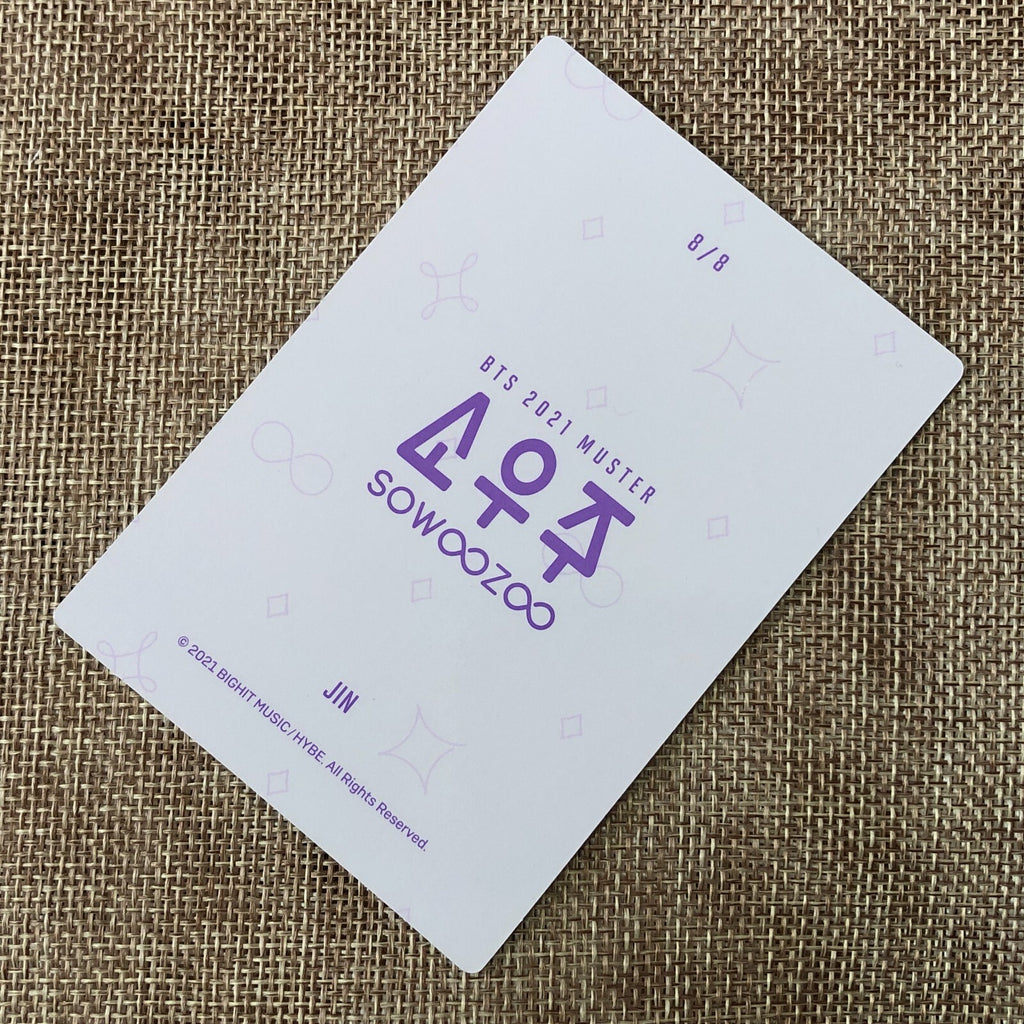 8/8
BTS 2021 MUSTER
소우주
SOWOOZOO
JIN
© 2021 BIGHIT MUSIC/HYBE. All Rights Reserved.